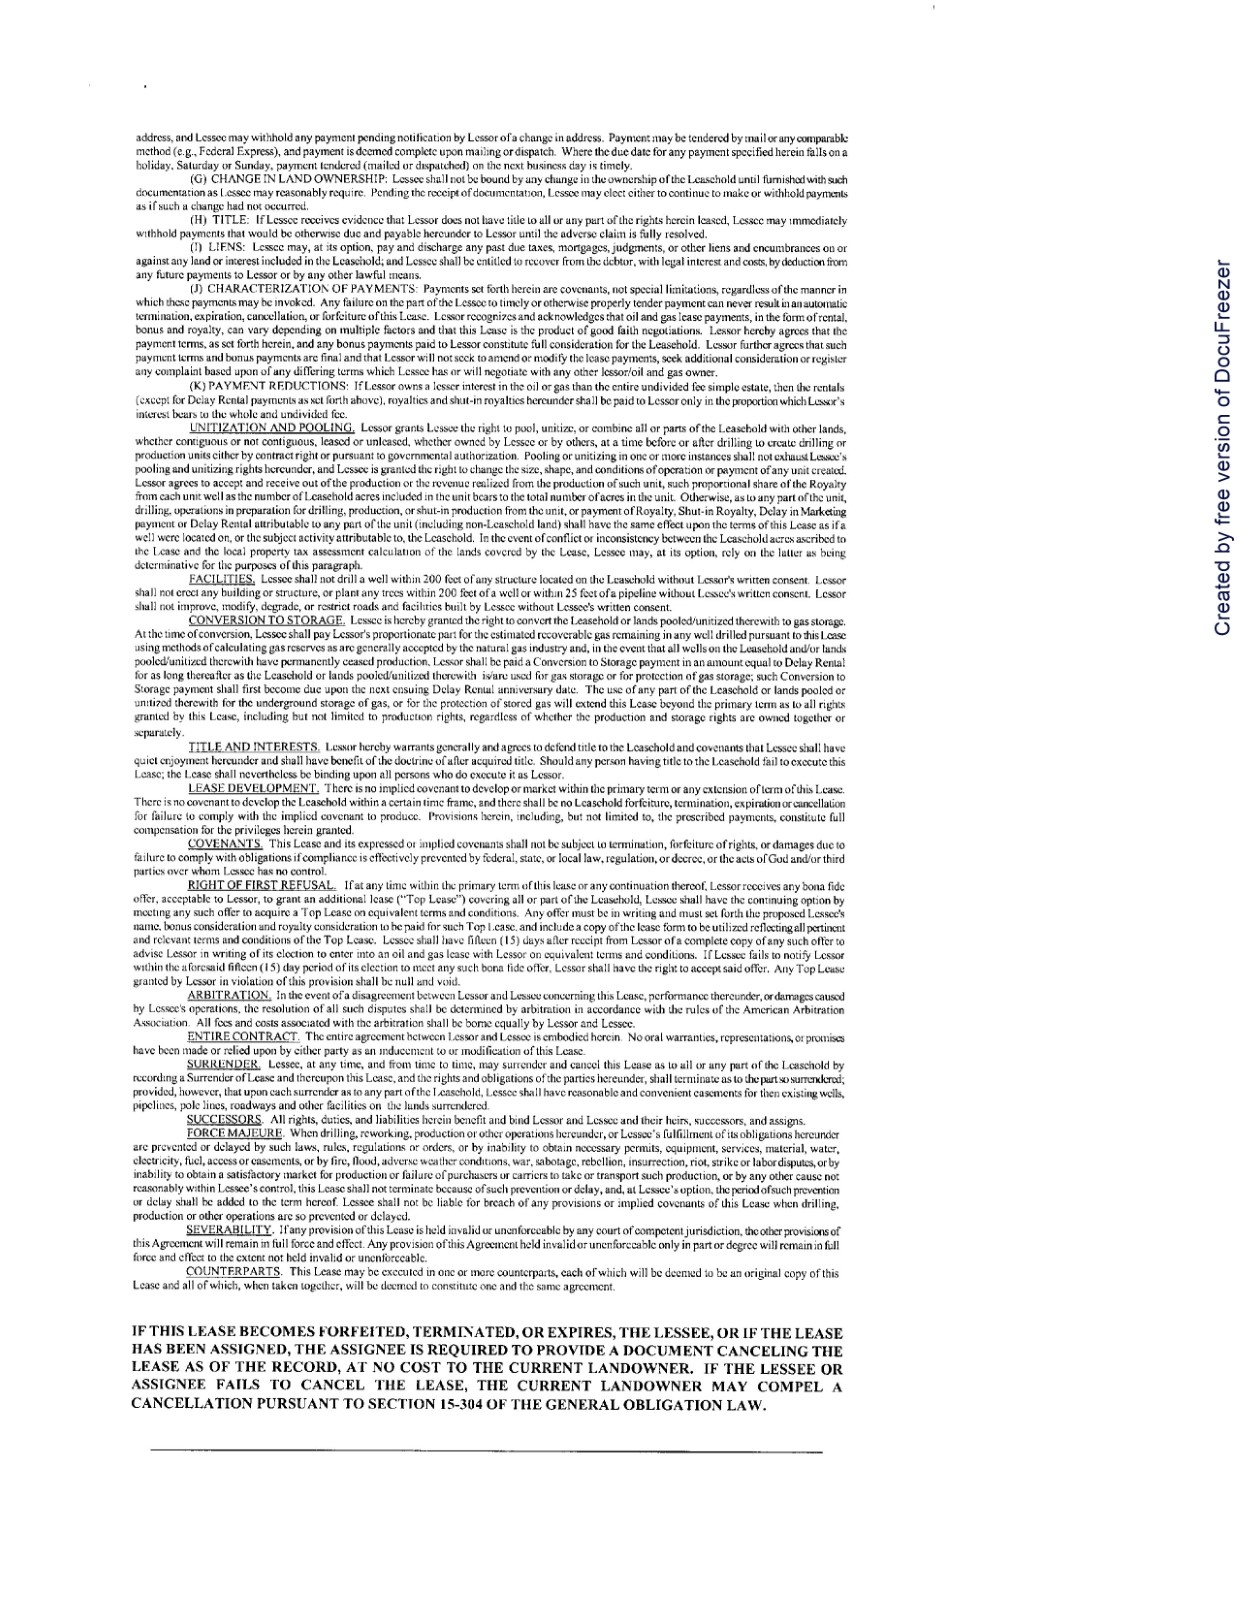 address, and Lessee may withhold any payment pending notification by Lessor of a change in address. Payment may be tendered by mail or any comparable
method (e.g., Federal Express), and payment is deemed complete upon mailing or dispatch. Where the due date for any payment specified herein falls on a
holiday, Saturday or Sunday, payment tendered (mailed or dispatched) on the next business day is timely.
(G) CHANGE IN LAND OWNERSHIP: Lessee shall not be bound by any change in the ownership of the Leasehold until furnished with such
documentation as Lessee may reasonably require. Pending the receipt of documentation, Lessee may elect either to continue to make or withhold payments
as if such a change had not occurred.
(H) TITLE: If Lessee receives evidence that Lessor does not have title to all or any part of the rights herein leased, Lessee may immediately
withhold payments that would be otherwise due and payable hereunder to Lessor until the adverse claim is fully resolved.
(I) LIENS: Lessee may, at its option, pay and discharge any past due taxes, mortgages, judgments, or other liens and encumbrances on or
against any land or interest included in the Leasehold; and Lessee shall be entitled to recover from the debtor, with legal interest and costs, by deduction from
any future payments to Lessor or by any other lawful means.
(J) CHARACTERIZATION OF PAYMENTS: Payments set forth herein are covenants, not special limitations, regardless of the manner in
which these payments may be invoked. Any failure on the part of the Lessee to timely or otherwise properly tender payment can never result in an automatic
termination, expiration, cancellation, or forfeiture of this Lease. Lessor recognizes and acknowledges that oil and gas lease payments, in the form of rental,
bonus and royalty, can vary depending on multiple factors and that this Lease is the product of good faith negotiations. Lessor hereby agrees that the
payment terms, as set forth herein, and any bonus payments paid to Lessor constitute full consideration for the Leasehold. Lessor further agrees that such
payment terms and bonus payments are final and that Lessor will not seek to amend or modify the lease payments, seek additional consideration or register
any complaint based upon of any differing terms which Lessee has or will negotiate with any other lessor/oil and gas owner.
(K) PAYMENT REDUCTIONS: If Lessor owns a lesser interest in the oil or gas than the entire undivided fee simple estate, then the rentals
(except for Delay Rental payments as set forth above), royalties and shut-in royalties hereunder shall be paid to Lessor only in the proportion which Lessor's
interest bears to the whole and undivided fee.
UNITIZATION AND POOLING. Lessor grants Lessee the right to pool, unitize, or combine all or parts of the Leasehold with other lands,
whether contiguous or not contiguous, leased or unleased, whether owned by Lessee or by others, at a time before or after drilling to create drilling or
production units either by contract right or pursuant to governmental authorization. Pooling or unitizing in one or more instances shall not exhaust Lessee's
pooling and unitizing rights hereunder, and Lessee is granted the right to change the size, shape, and conditions of operation or payment of any unit created.
Lessor agrees to accept and receive out of the production or the revenue realized from the production of such unit, such proportional share of the Royalty
from each unit well as the number of Leasehold acres included in the unit bears to the total number of acres in the unit. Otherwise, as to any part of the unit,
drilling, operations in preparation for drilling, production, or shut-in production from the unit, or payment of Royalty, Shut-in Royalty, Delay in Marketing
payment or Delay Rental attributable to any part of the unit (including non-Leasehold land) shall have the same effect upon the terms of this Lease as if a
well were located on, or the subject activity attributable to, the Leasehold. In the event of conflict or inconsistency between the Leasehold acres ascribed to
the Lease and the local property tax assessment calculation of the lands covered by the Lease, Lessee may, at its option, rely on the latter as being
determinative for the purposes of this paragraph.
FACILITIES. Lessee shall not drill a well within 200 feet of any structure located on the Leasehold without Lessor's written consent. Lessor
shall not erect any building or structure, or plant any trees within 200 feet of a well or within 25 feet of a pipeline without Lessee's written consent. Lessor
shall not improve, modify, degrade, or restrict roads and facilities built by Lessee without Lessee's written consent.
CONVERSION TO STORAGE. Lessee is hereby granted the right to convert the Leasehold or lands pooled/unitized therewith to gas storage.
At the time of conversion, Lessee shall pay Lessor's proportionate part for the estimated recoverable gas remaining in any well drilled pursuant to this Lease
using methods of calculating gas reserves as are generally accepted by the natural gas industry and, in the event that all wells on the Leasehold and/or lands
pooled/unitized therewith have permanently ceased production, Lessor shall be paid a Conversion to Storage payment in an amount equal to Delay Rental
for as long thereafter as the Leasehold or lands pooled/unitized therewith is/are used for gas storage or for protection of gas storage; such Conversion to
Storage payment shall first become due upon the next ensuing Delay Rental anniversary date. The use of any part of the Leasehold or lands pooled or
unitized therewith for the underground storage of gas, or for the protection of stored gas will extend this Lease beyond the primary term as to all rights
granted by this Lease, including but not limited to production rights, regardless of whether the production and storage rights are owned together or
separately.
TITLE AND INTERESTS. Lessor hereby warrants generally and agrees to defend title to the Leasehold and covenants that Lessee shall have
quiet enjoyment hereunder and shall have benefit of the doctrine of after acquired title. Should any person having title to the Leasehold fail to execute this
Lease; the Lease shall nevertheless be binding upon all persons who do execute it as Lessor.
LEASE DEVELOPMENT. There is no implied covenant to develop or market within the primary term or any extension of term of this Lease.
There is no covenant to develop the Leasehold within a certain time frame, and there shall be no Leasehold forfeiture, termination, expiration or cancellation
for failure to comply with the implied covenant to produce. Provisions herein, including, but not limited to, the prescribed payments, constitute full
compensation for the privileges herein granted.
COVENANTS. This Lease and its expressed or implied covenants shall not be subject to termination, forfeiture of rights, or damages due to
failure to comply with obligations if compliance is effectively prevented by federal, state, or local law, regulation, or decree, or the acts of God and/or third
parties over whom Lessee has no control.
RIGHT OF FIRST REFUSAL. If at any time within the primary term of this lease or any continuation thereof, Lessor receives any bona fide
offer, acceptable to Lessor, to grant an additional lease ("Top Lease") covering all or part of the Leasehold, Lessee shall have the continuing option by
meeting any such offer to acquire a Top Lease on equivalent terms and conditions. Any offer must be in writing and must set forth the proposed Lessee's
name, bonus consideration and royalty consideration to be paid for such Top Lease, and include a copy of the lease form to be utilized reflecting all pertinent
and relevant terms and conditions of the Top Lease. Lessee shall have fifteen (15) days after receipt from Lessor of a complete copy of any such offer to
advise Lessor in writing of its election to enter into an oil and gas lease with Lessor on equivalent terms and conditions. If Lessee fails to notify Lessor
within the aforesaid fifteen (15) day period of its election to meet any such bona fide offer, Lessor shall have the right to accept said offer. Any Top Lease
granted by Lessor in violation of this provision shall be null and void.
ARBITRATION. In the event of a disagreement between Lessor and Lessee concerning this Lease, performance thereunder, or damages caused
by Lessee's operations, the resolution of all such disputes shall be determined by arbitration in accordance with the rules of the American Arbitration
Association. All fees and costs associated with the arbitration shall be borne equally by Lessor and Lessee.
ENTIRE CONTRACT. The entire agreement between Lessor and Lessee is embodied herein. No oral warranties, representations, or promises
have been made or relied upon by either party as an inducement to or modification of this Lease.
SURRENDER. Lessee, at any time, and from time to time, may surrender and cancel this Lease as to all or any part of the Leasehold by
recording a Surrender of Lease and thereupon this Lease, and the rights and obligations of the parties hereunder, shall terminate as to the part so surrendered;
provided, however, that upon each surrender as to any part of the Leasehold, Lessee shall have reasonable and convenient easements for then existing wells,
pipelines, pole lines, roadways and other facilities on the lands surrendered.
SUCCESSORS. All rights, duties, and liabilities herein benefit and bind Lessor and Lessee and their heirs, successors, and assigns.
FORCE MAJEURE. When drilling, reworking, production or other operations hereunder, or Lessee's fulfillment of its obligations hereunder
are prevented or delayed by such laws, rules, regulations or orders, or by inability to obtain necessary permits, equipment, services, material, water,
electricity, fuel, access or easements, or by fire, flood, adverse weather conditions, war, sabotage, rebellion, insurrection, riot, strike or labor disputes, or by
inability to obtain a satisfactory market for production or failure of purchasers or carriers to take or transport such production, or by any other cause not
reasonably within Lessee's control, this Lease shall not terminate because of such prevention or delay, and, at Lessee's option, the period of such prevention
or delay shall be added to the term hereof. Lessee shall not be liable for breach of any provisions or implied covenants of this Lease when drilling,
production or other operations are so prevented or delayed.
SEVERABILITY. If any provision of this Lease is held invalid or unenforceable by any court of competent jurisdiction, the other provisions of
this Agreement will remain in full force and effect. Any provision of this Agreement held invalid or unenforceable only in part or degree will remain in full
force and effect to the extent not held invalid or unenforceable.
COUNTERPARTS. This Lease may be executed in one or more counterparts, each of which will be deemed to be an original copy of this
Lease and all of which, when taken together, will be deemed to constitute one and the same agreement.
IF THIS LEASE BECOMES FORFEITED, TERMINATED, OR EXPIRES, THE LESSEE, OR IF THE LEASE
HAS BEEN ASSIGNED, THE ASSIGNEE IS REQUIRED TO PROVIDE A DOCUMENT CANCELING THE
LEASE AS OF THE RECORD, AT NO COST TO THE CURRENT LANDOWNER. IF THE LESSEE OR
ASSIGNEE FAILS TO CANCEL THE LEASE, THE CURRENT LANDOWNER MAY COMPEL A
CANCELLATION PURSUANT TO SECTION 15-304 OF THE GENERAL OBLIGATION LAW.
Created by free version of DocuFreezer